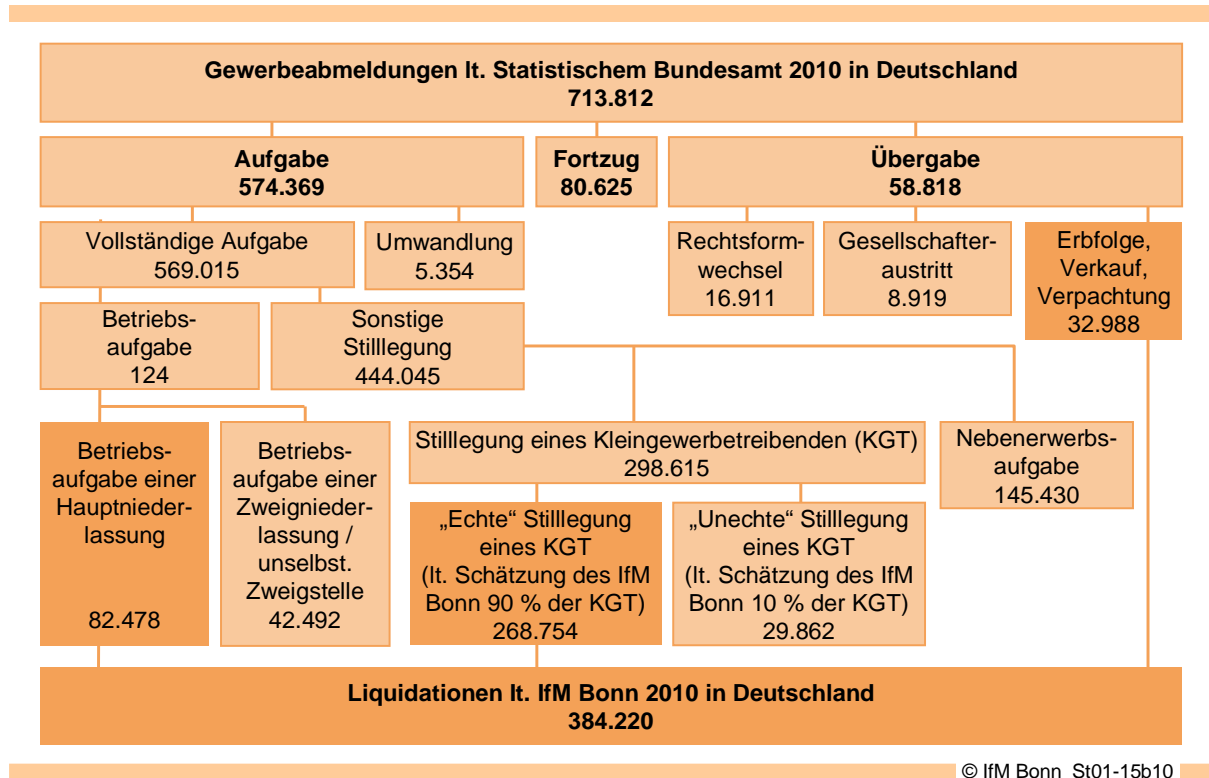 Gewerbeabmeldungen lt. Statistischem Bundesamt 2010 in Deutschland
713.812
Aufgabe
574.369
Fortzug
80.625
Übergabe
58.818
Vollständige Aufgabe
569.015
Umwandlung
5.354
Rechtsform-
wechsel
16.911
Gesellschafter-
austritt
8.919
Erbfolge,
Verkauf,
Verpachtung
32.988
Betriebs-
aufgabe
124
Sonstige
Stilllegung
444.045
Betriebs-
aufgabe einer
Hauptnieder-
lassung
82.478
Betriebs-
aufgabe einer
Zweignieder-
lassung /
unselbst.
Zweigstelle
42.492
Stilllegung eines Kleingewerbetreibenden (KGT)
298.615
Nebenerwerbs-
aufgabe
145.430
„Echte“ Stilllegung
eines KGT
(lt. Schätzung des IfM
Bonn 90 % der KGT)
268.754
„Unechte“ Stilllegung
eines KGT
(lt. Schätzung des IfM
Bonn 10 % der KGT)
29.862
Liquidationen lt. IfM Bonn 2010 in Deutschland
384.220
© IfM Bonn St01-15b10